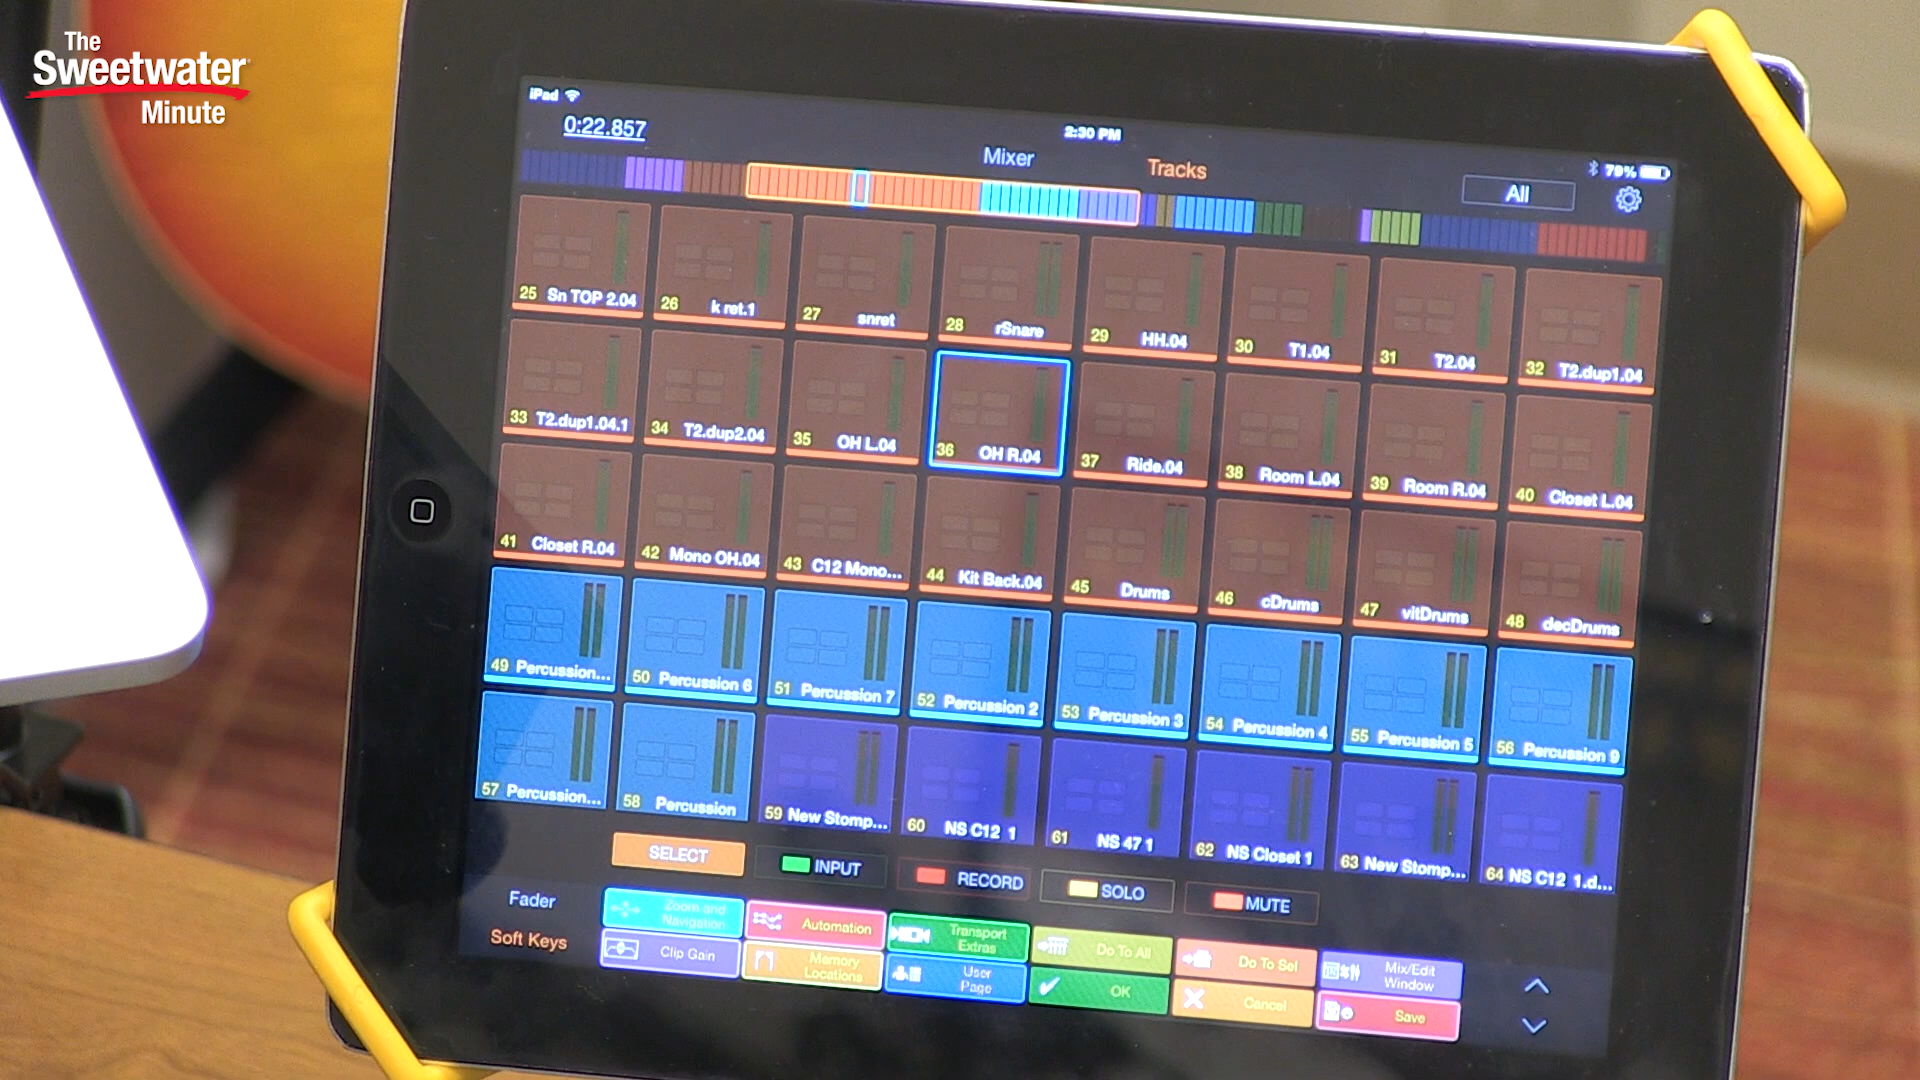 The
Sweetwater
Minute
iPad
2:30 PM
79%
0:22.857
Mixer
Tracks
All
25 Sn TOP 2.04
26 k ret.1
27 snret
28 rSnare
29 HH.04
30 T1.04
31 T2.04
32 T2.dup1.04
33 T2.dup1.04.1
34 T2.dup2.04
35 OH L.04
36 OH R.04
37 Ride.04
38 Room L.04
39 Room R.04
40 Closet L.04
41 Closet R.04
42 Mono OH.04
43 C12 Mono...
44 Kit Back.04
45 Drums
46 cDrums
47 vitDrums
48 decDrums
49 Percussion...
50 Percussion 6
51 Percussion 7
52 Percussion 2
53 Percussion 3
54 Percussion 4
55 Percussion 5
56 Percussion 9
57 Percussion...
58 Percussion
59 New Stomp...
60 NS C12 1
61 NS 47 1
62 NS Closet 1
63 New Stomp...
64 NS C12 1.d...
SELECT
INPUT
RECORD
SOLO
MUTE
Fader
Soft Keys
Zoom and
Navigation
Automation
Transport
Extras
Do To All
Do To Sel
Mix/Edit
Window
Clip Gain
Memory
Locations
User
Page
OK
Cancel
Save